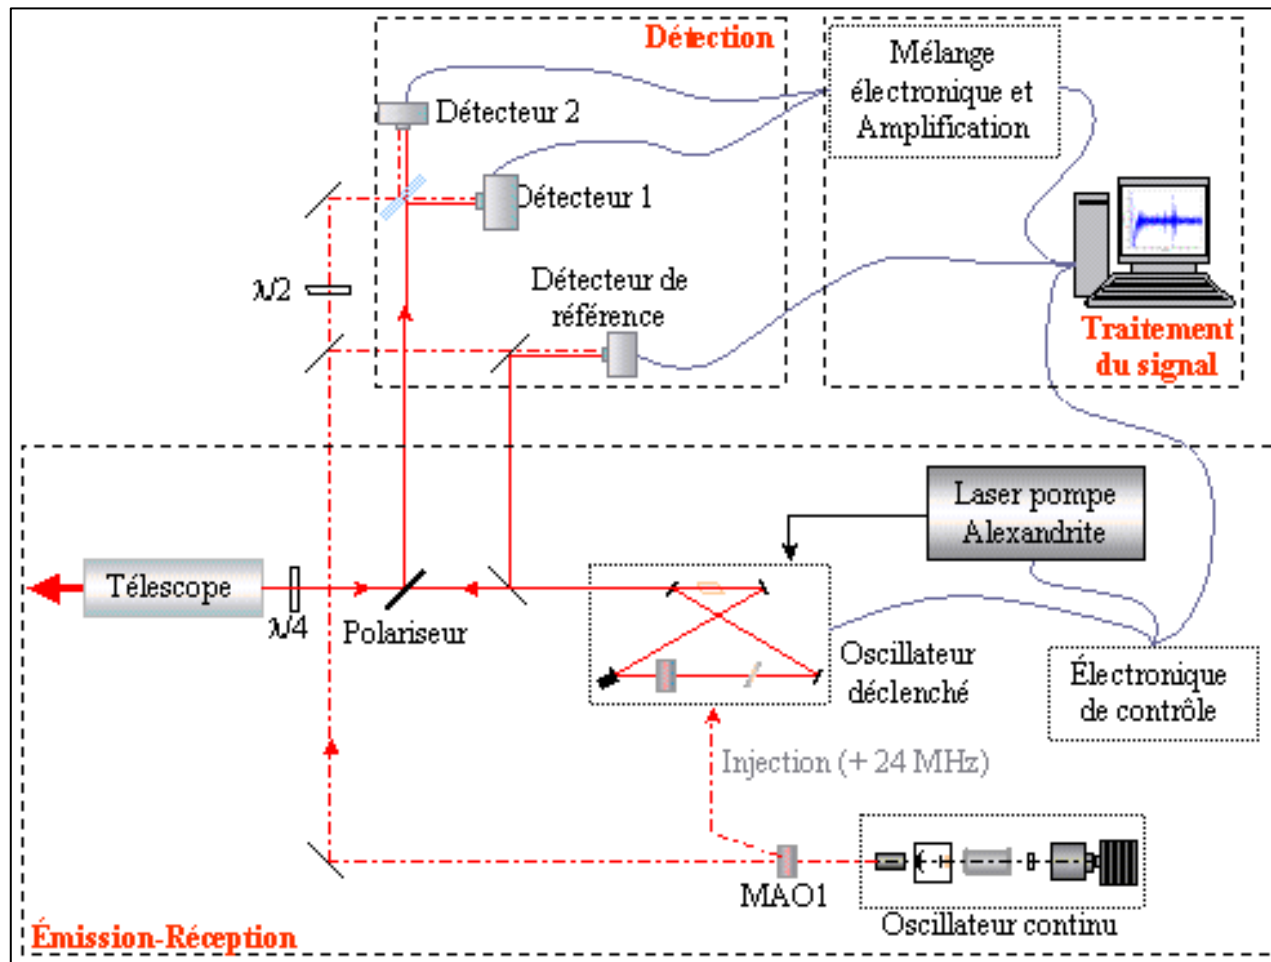 Détection
Mélange
électronique et
Amplification
Détecteur 2
Détecteur 1
Détecteur de
référence
λ/2
Traitement
du signal
Laser pompe
Alexandrite
Télescope
λ/4
Polariseur
Oscillateur
déclenché
Électronique
de contrôle
Injection (+ 24 MHz)
MAO1
Oscillateur continu
Émission-Réception